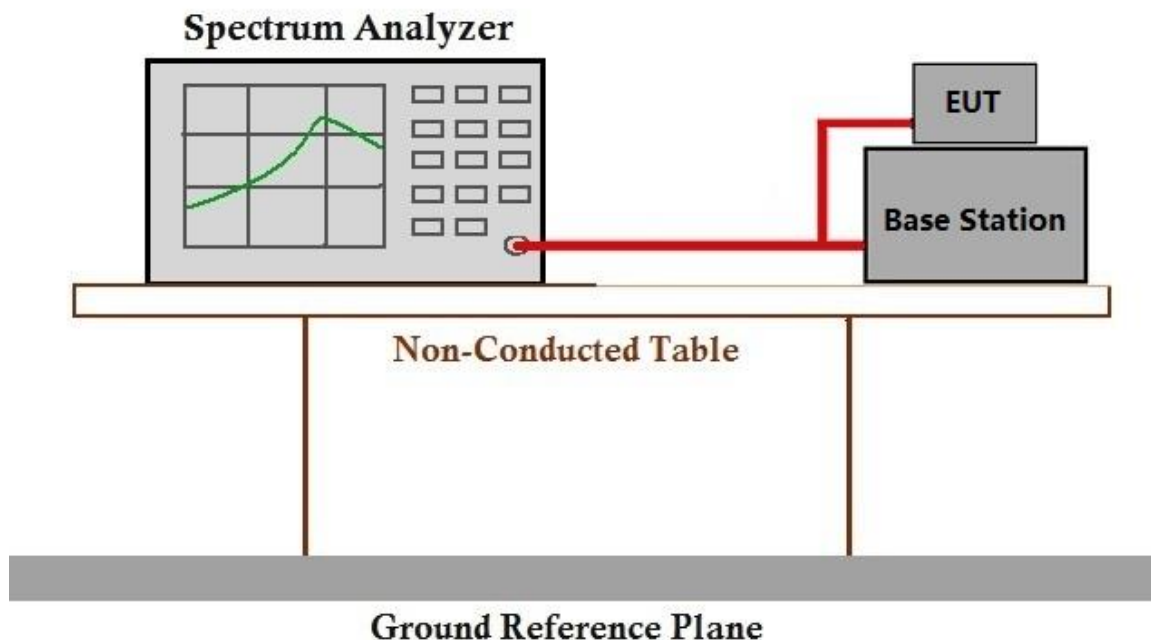 Spectrum Analyzer
EUT
Base Station
Non-Conducted Table
Ground Reference Plane